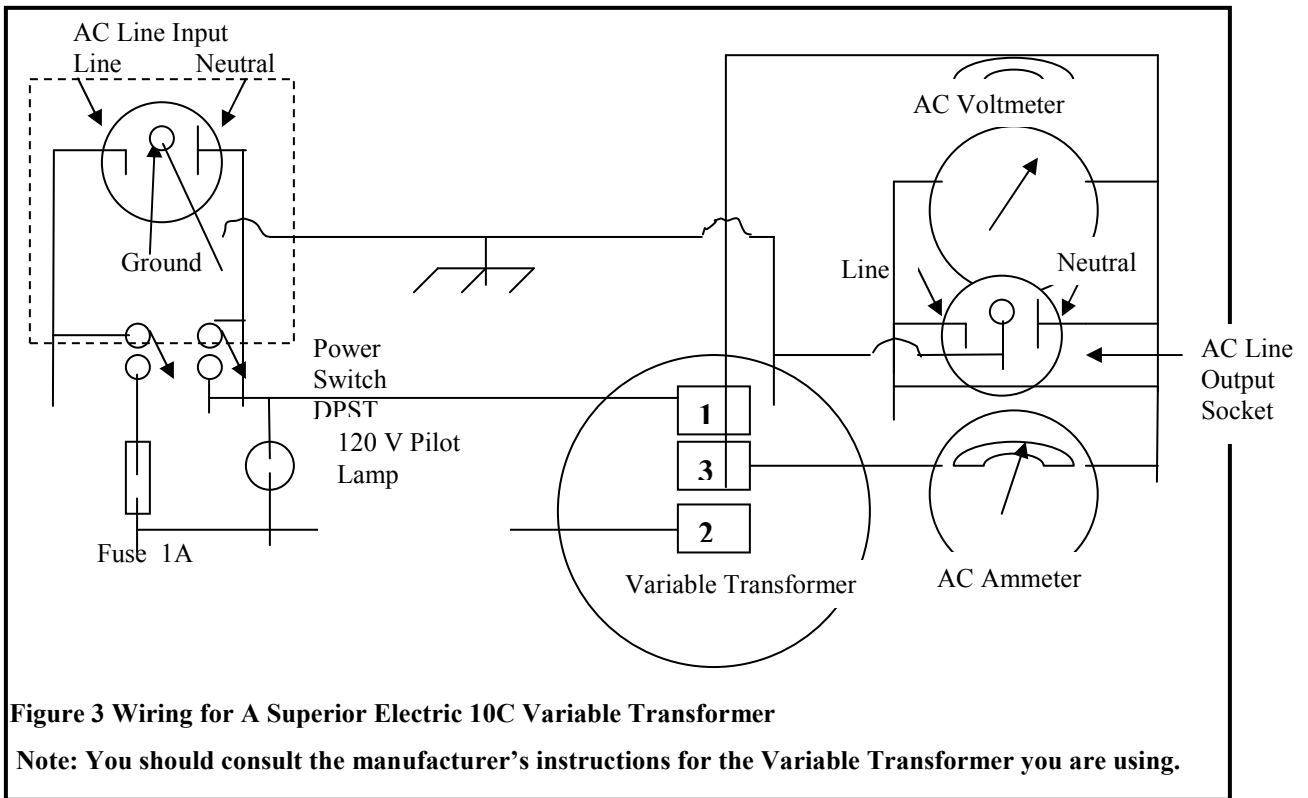 AC Line Input
Line Neutral
AC Voltmeter
Ground
Line
Neutral
Power
Switch
DPST
AC Line
Output
Socket
120 V Pilot
Lamp
1
3
2
Fuse 1A
Variable Transformer
AC Ammeter
Figure 3 Wiring for A Superior Electric 10C Variable Transformer
Note: You should consult the manufacturer’s instructions for the Variable Transformer you are using.